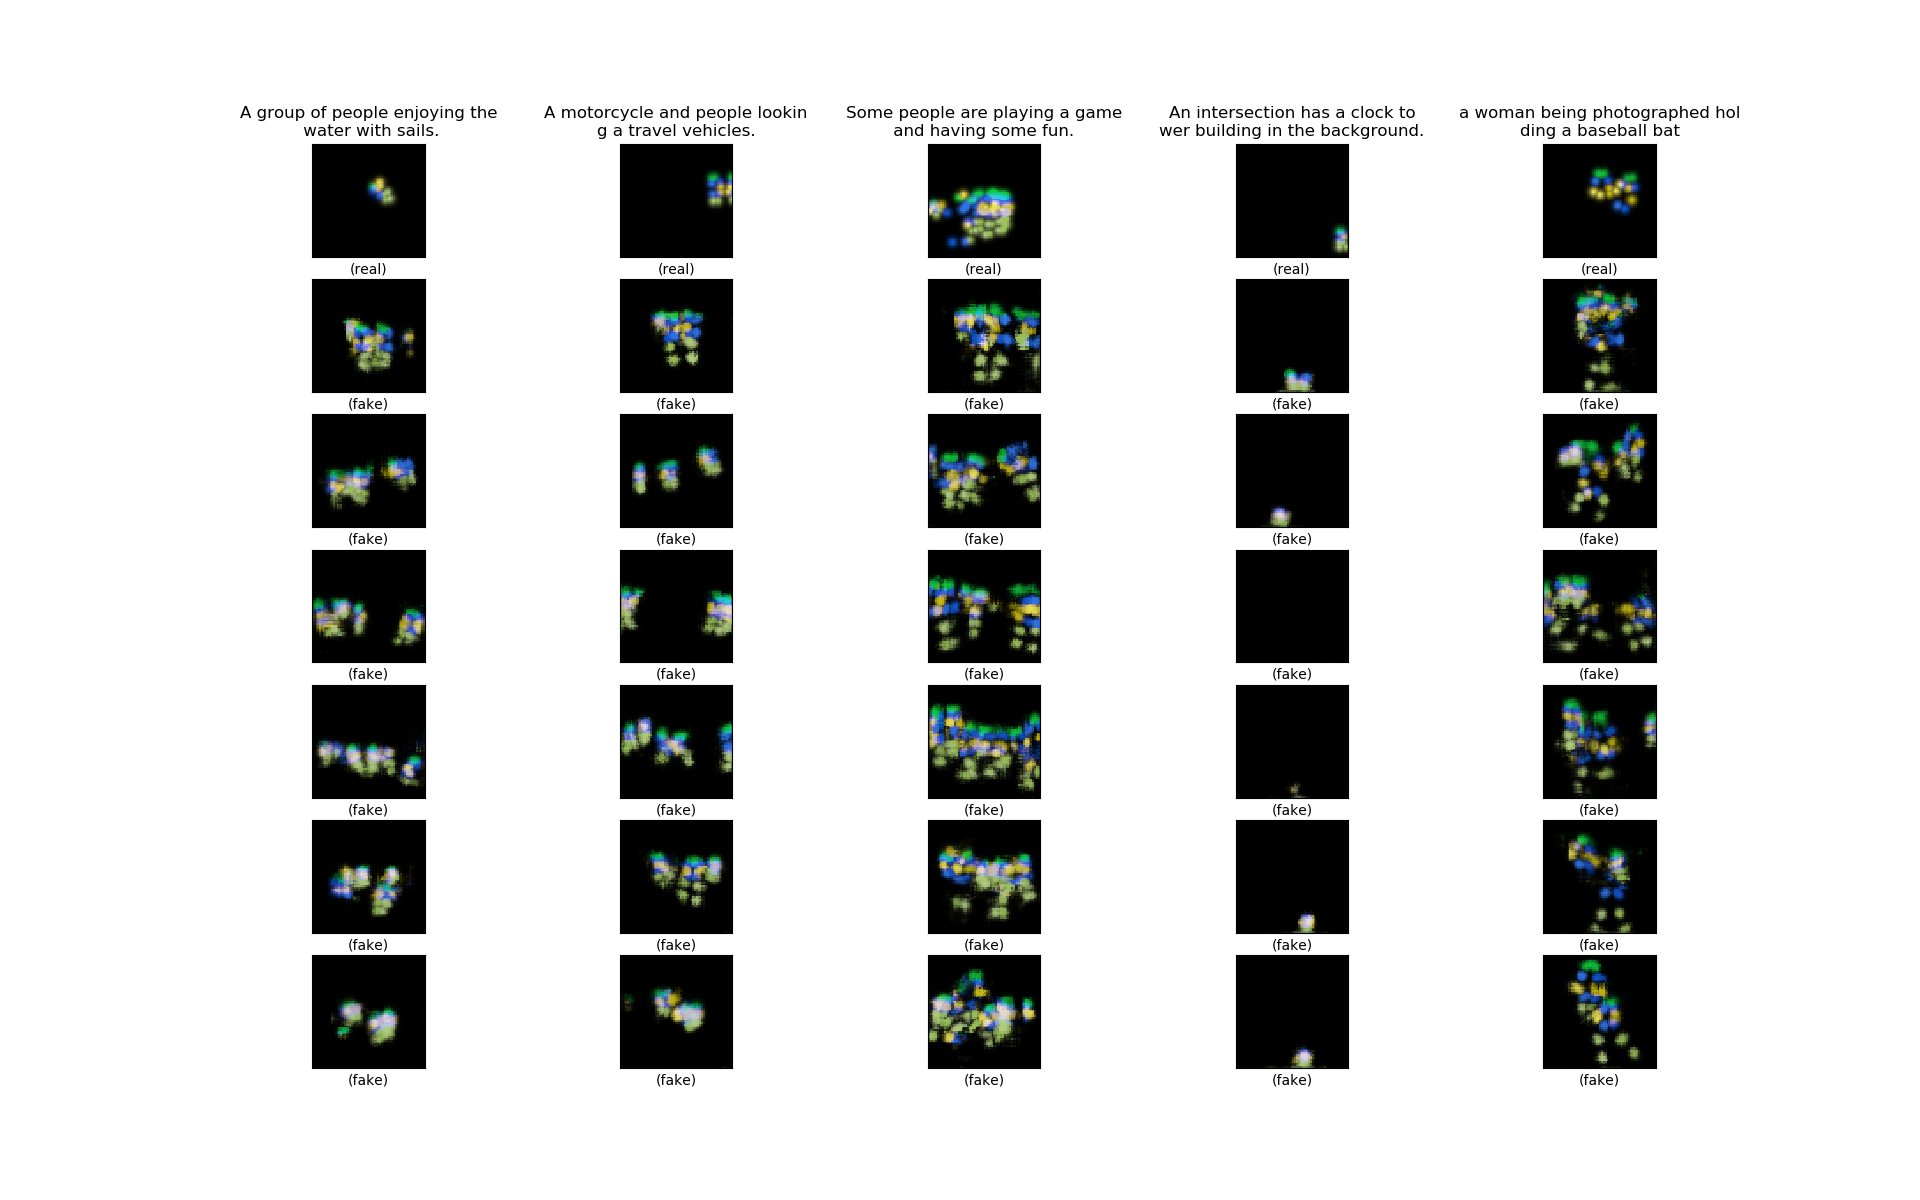 A group of people enjoying the
water with sails.
A motorcycle and people lookin
g a travel vehicles.
Some people are playing a game
and having some fun.
An intersection has a clock to
wer building in the background.
a woman being photographed hol
ding a baseball bat
(real) (real) (real) (real) (real)
(fake) (fake) (fake) (fake) (fake)
(fake) (fake) (fake) (fake) (fake)
(fake) (fake) (fake) (fake) (fake)
(fake) (fake) (fake) (fake) (fake)
(fake) (fake) (fake) (fake) (fake)
(fake) (fake) (fake) (fake) (fake)